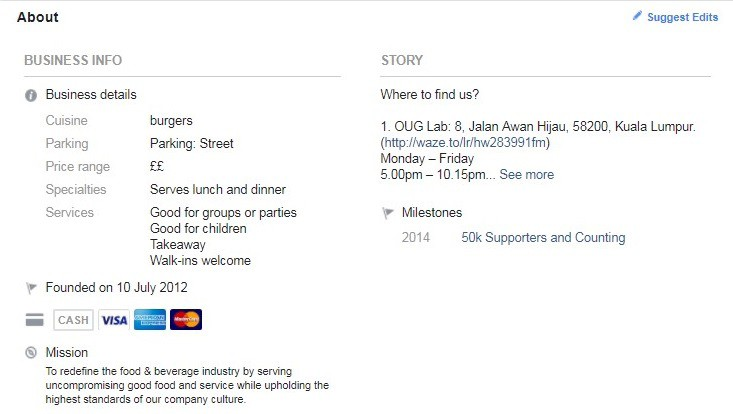 About
Suggest Edits
BUSINESS INFO
Business details
Cuisine burgers
Parking Parking: Street
Price range ££
Specialties Serves lunch and dinner
Services Good for groups or parties
Good for children
Takeaway
Walk-ins welcome
Founded on 10 July 2012
CASH VISA AMERICAN EXPRESS MasterCard
Mission
To redefine the food & beverage industry by serving
uncompromising good food and service while upholding the
highest standards of our company culture.
STORY
Where to find us?
1. OUG Lab: 8, Jalan Awan Hijau, 58200, Kuala Lumpur.
(http://waze.to/lr/hw283991fm)
Monday – Friday
5.00pm – 10.15pm... See more
Milestones
2014 50k Supporters and Counting